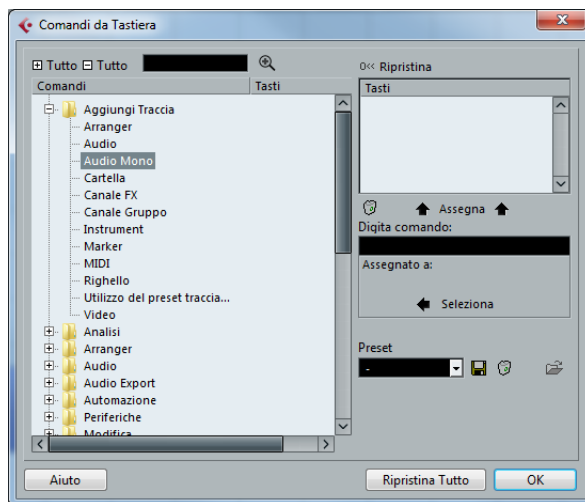 Comandi da Tastiera
Tutto Tutto
Comandi Tasti
Aggiungi Traccia
Arranger
Audio
Audio Mono
Cartella
Canale FX
Canale Gruppo
Instrument
Marker
MIDI
Righello
Utilizzo del preset traccia...
Video
Analisi
Arranger
Audio
Audio Export
Automazione
Periferiche
Modifica
0<< Ripristina
Tasti
Assegna
Digita comando:
Assegnato a:
Seleziona
Preset
-
Aiuto
Ripristina Tutto
OK